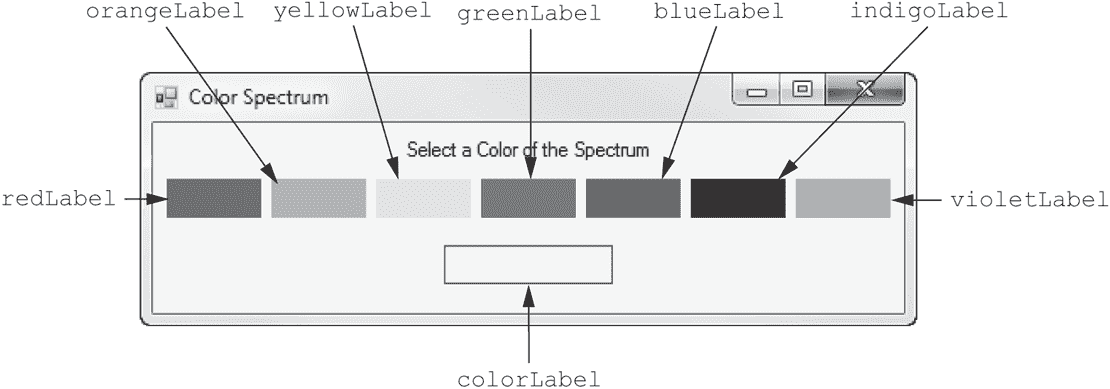 orangeLabel yellowLabel greenLabel blueLabel indigoLabel
Color Spectrum
Select a Color of the Spectrum
redLabel violetLabel
colorLabel